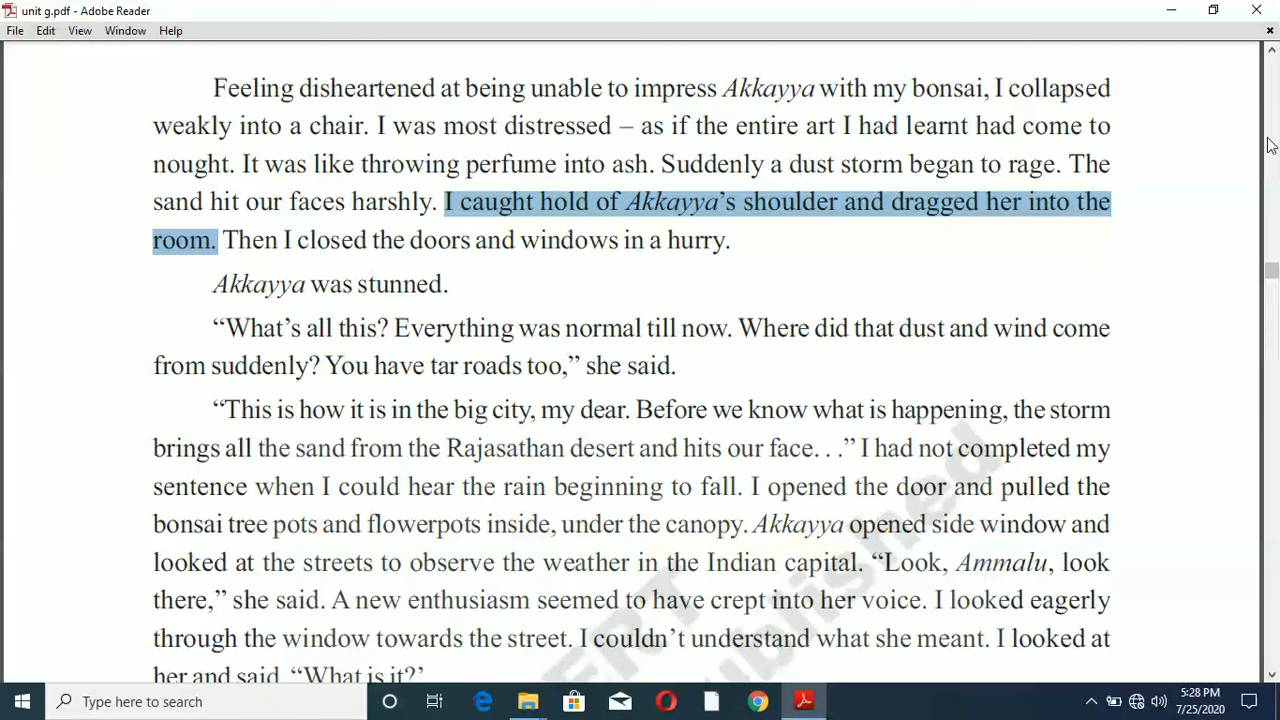 unit g.pdf - Adobe Reader
File Edit View Window Help
Feeling disheartened at being unable to impress Akkayya with my bonsai, I collapsed
weakly into a chair. I was most distressed – as if the entire art I had learnt had come to
nought. It was like throwing perfume into ash. Suddenly a dust storm began to rage. The
sand hit our faces harshly. I caught hold of Akkayya’s shoulder and dragged her into the
room. Then I closed the doors and windows in a hurry.
Akkayya was stunned.
“What’s all this? Everything was normal till now. Where did that dust and wind come
from suddenly? You have tar roads too,” she said.
“This is how it is in the big city, my dear. Before we know what is happening, the storm
brings all the sand from the Rajasathan desert and hits our face. . .” I had not completed my
sentence when I could hear the rain beginning to fall. I opened the door and pulled the
bonsai tree pots and flowerpots inside, under the canopy. Akkayya opened side window and
looked at the streets to observe the weather in the Indian capital. “Look, Ammalu, look
there,” she said. A new enthusiasm seemed to have crept into her voice. I looked eagerly
through the window towards the street. I couldn’t understand what she meant. I looked at
her and said, “What is it?’
ERT
ublished
Type here to search
5:28 PM
7/25/2020